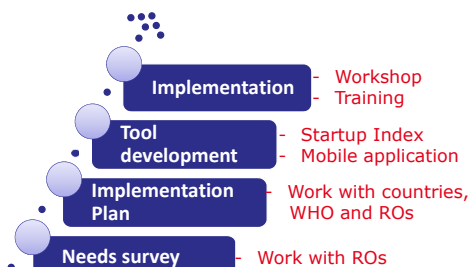 Implementation
- Workshop
- Training
Tool
development
- Startup Index
- Mobile application
Implementation
Plan
- Work with countries,
WHO and ROs
Needs survey
- Work with ROs